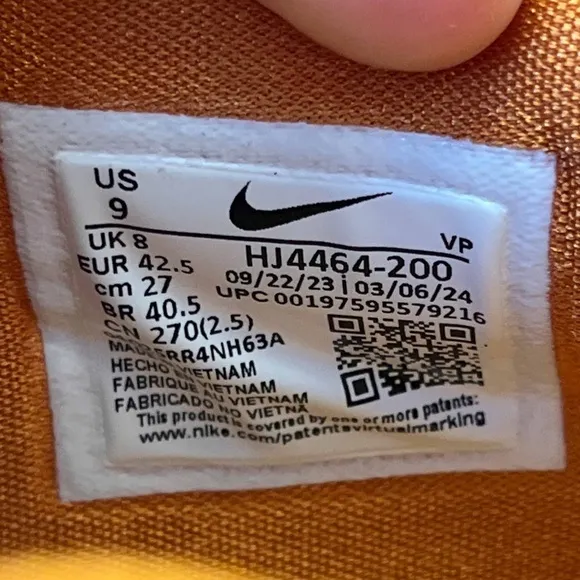 US
9
UK 8
EUR 42.5
cm 27
BR 40.5
CN 270(2.5)
VP
HJ4464-200
09/22/23 | 03/06/24
UPC 00197595579216
RR4NH63A
HECHO VIETNAM
FABRIQUE VIETNAM
FABRICADO NO VIETNA
This product is covered by one or more patents:
www.nike.com/patentsvirtualmarking